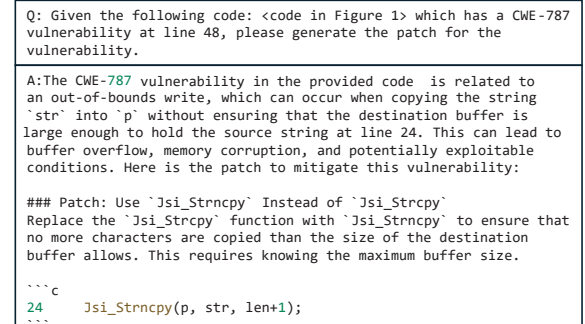 Q: Given the following code: <code in Figure 1> which has a CWE-787
vulnerability at line 48, please generate the patch for the
vulnerability.
A:The CWE-787 vulnerability in the provided code is related to
an out-of-bounds write, which can occur when copying the string
`str` into `p` without ensuring that the destination buffer is
large enough to hold the source string at line 24. This can lead to
buffer overflow, memory corruption, and potentially exploitable
conditions. Here is the patch to mitigate this vulnerability:
### Patch: Use `Jsi_Strncpy` Instead of `Jsi_Strcpy`
Replace the `Jsi_Strcpy` function with `Jsi_Strncpy` to ensure that
no more characters are copied than the size of the destination
buffer allows. This requires knowing the maximum buffer size.
```c
24 Jsi_Strncpy(p, str, len+1);
```